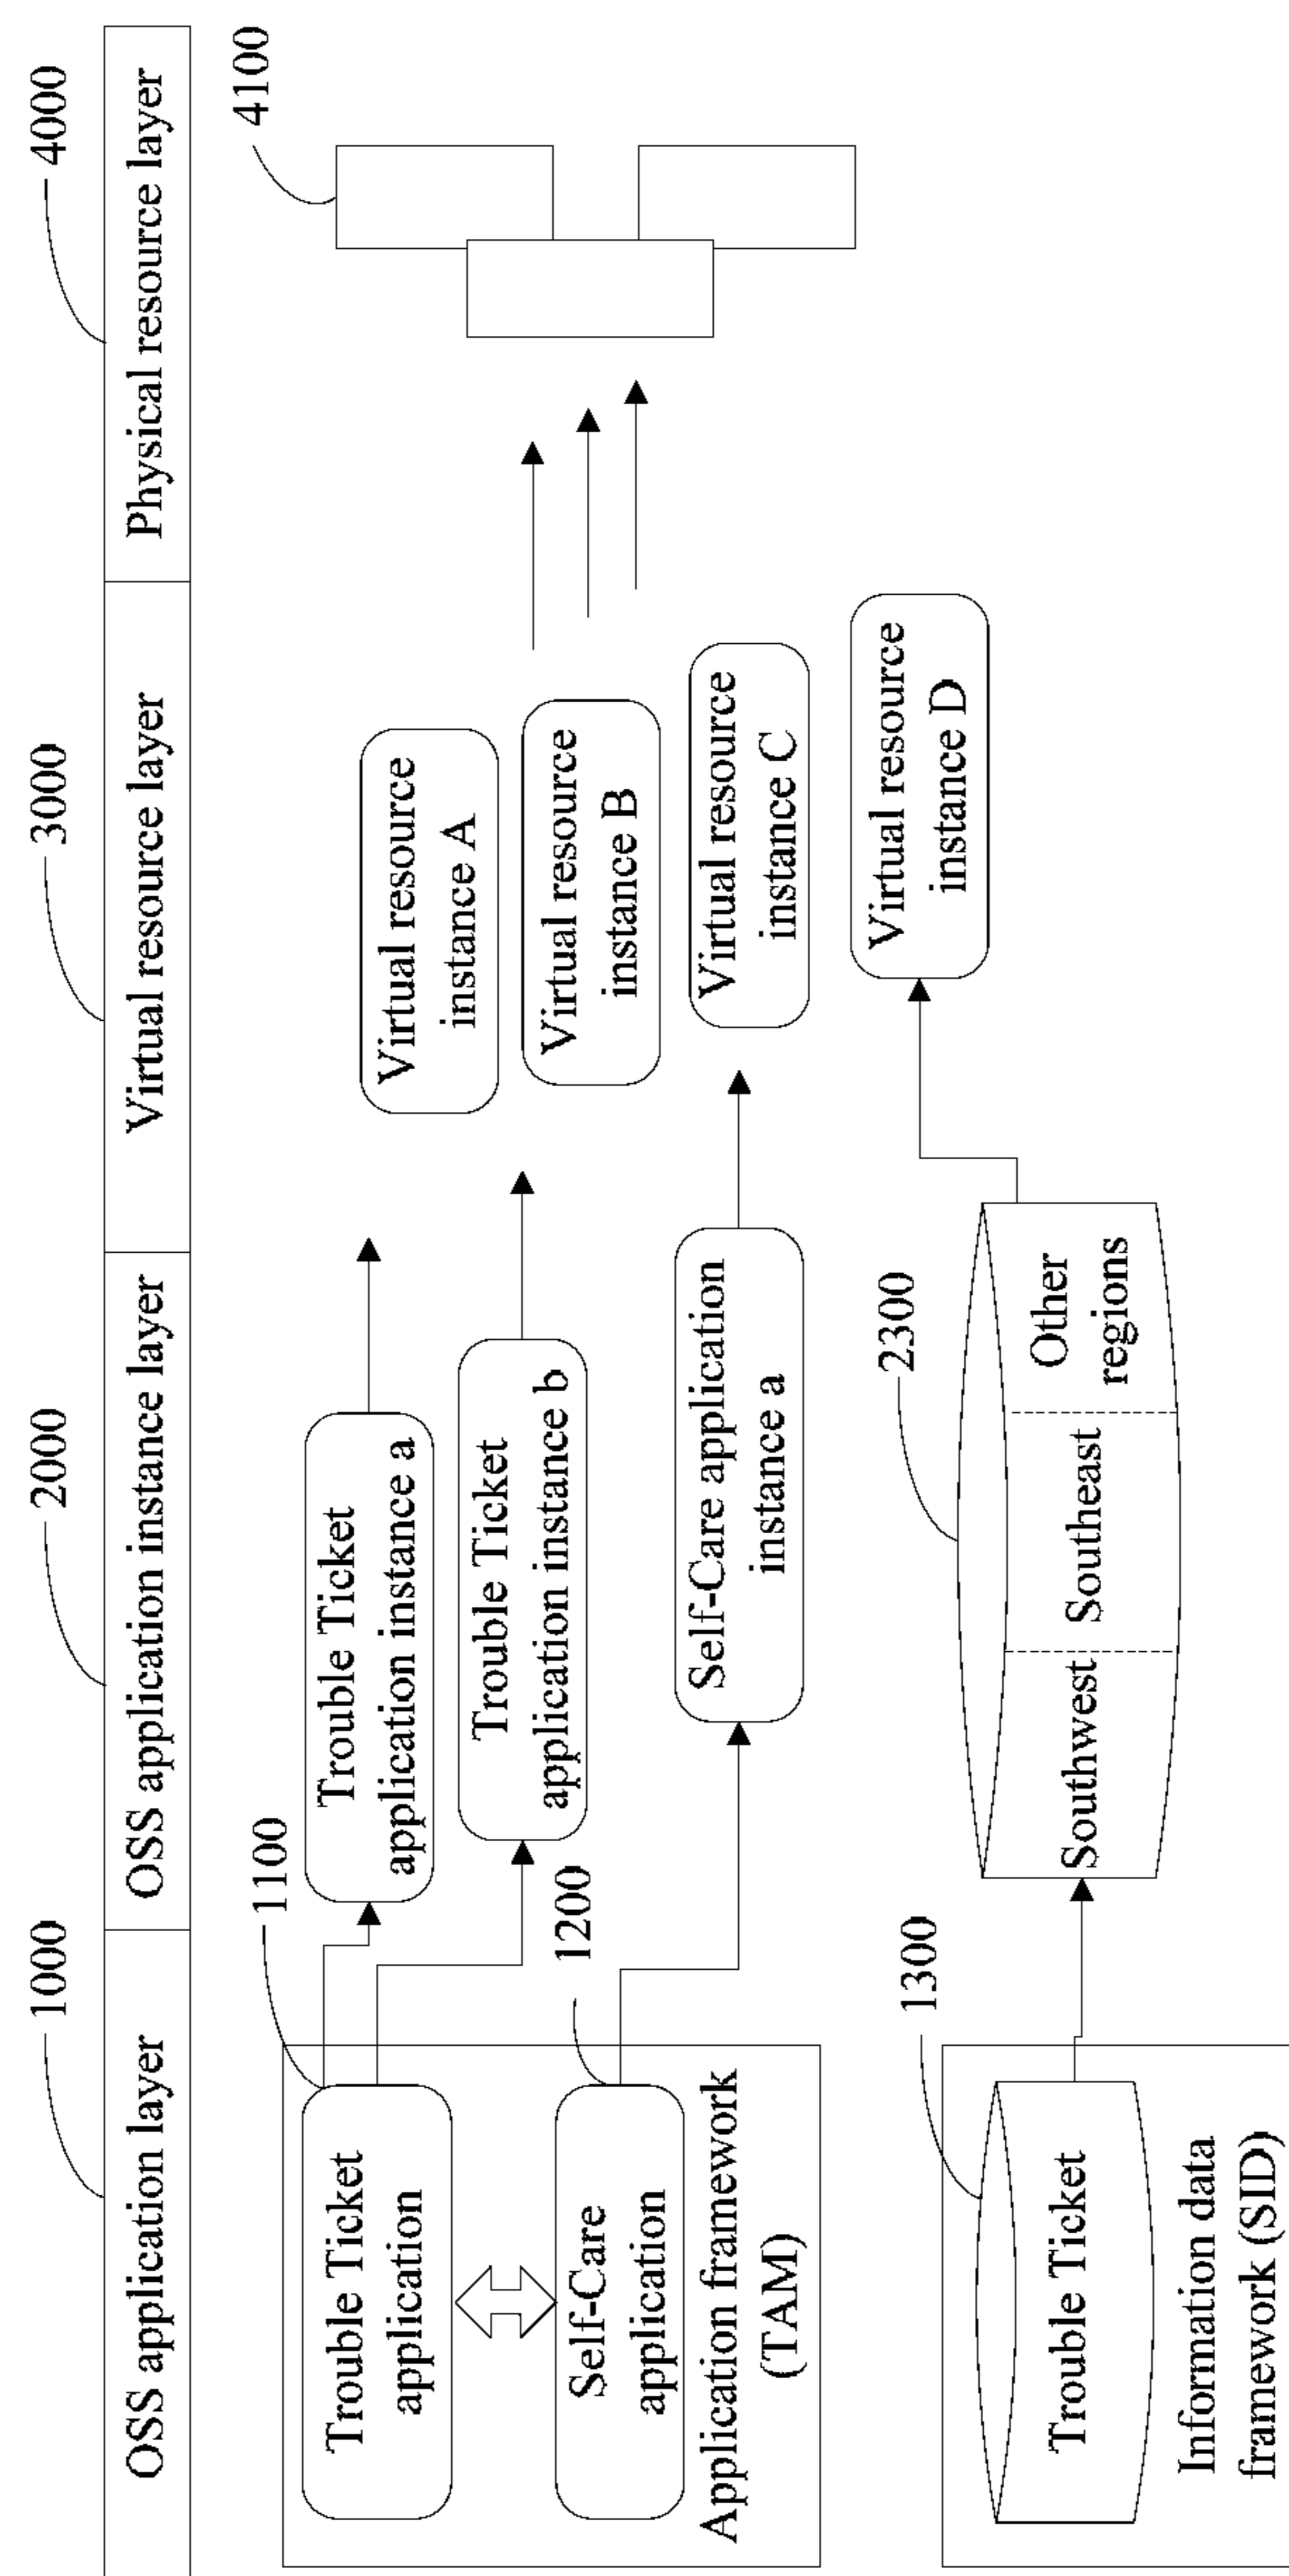 1000
2000
3000
4000
OSS application layer
OSS application instance layer
Virtual resource layer
Physical resource layer
1100
4100
Trouble Ticket
application
Trouble Ticket
application instance a
Virtual resource
instance A
Trouble Ticket
application instance b
Virtual resource
instance B
1200
Self-Care
application
Self-Care application
instance a
Virtual resource
instance C
Application framework
(TAM)
1300
2300
Virtual resource
instance D
Trouble Ticket
Southwest
Southeast
Other
regions
Information data
framework (SID)